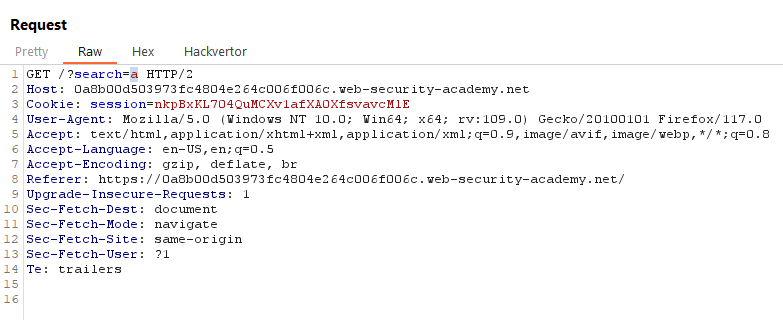 Request
Pretty Raw Hex Hackvertor
1 GET /?search=a HTTP/2
2 Host: 0a8b00d503973fc4804e264c006f006c.web-security-academy.net
3 Cookie: session=nkpBxKL704QuMCXv1afXAOXfsvavcM1E
4 User-Agent: Mozilla/5.0 (Windows NT 10.0; Win64; x64; rv:109.0) Gecko/20100101 Firefox/117.0
5 Accept: text/html,application/xhtml+xml,application/xml;q=0.9,image/avif,image/webp,*/*;q=0.8
6 Accept-Language: en-US,en;q=0.5
7 Accept-Encoding: gzip, deflate, br
8 Referer: https://0a8b00d503973fc4804e264c006f006c.web-security-academy.net/
9 Upgrade-Insecure-Requests: 1
10 Sec-Fetch-Dest: document
11 Sec-Fetch-Mode: navigate
12 Sec-Fetch-Site: same-origin
13 Sec-Fetch-User: ?1
14 Te: trailers
15
16